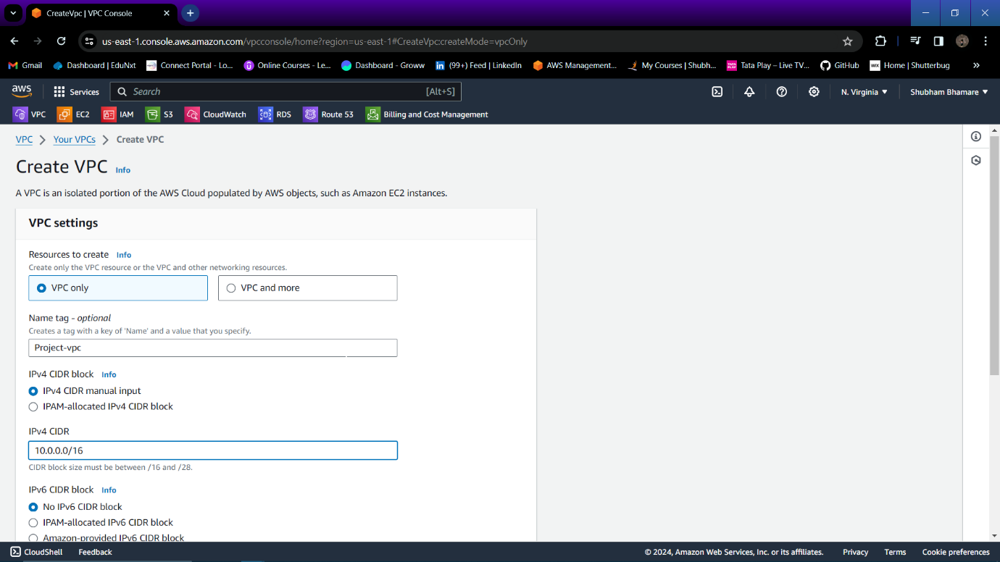 CreateVpc | VPC Console
us-east-1.console.aws.amazon.com/vpcconsole/home?region=us-east-1#CreateVpc:createMode=vpcOnly
Gmail Dashboard | EduNxt Connect Portal - Lo... Online Courses - Le... Dashboard - Groww (99+) Feed | LinkedIn AWS Management... My Courses | Shubh... Tata Play – Live TV... GitHub Home | Shutterbug
aws Services Search [Alt+S] N. Virginia Shubham Bhamare
VPC EC2 IAM S3 CloudWatch RDS Route 53 Billing and Cost Management
VPC Your VPCs Create VPC
Create VPC Info
A VPC is an isolated portion of the AWS Cloud populated by AWS objects, such as Amazon EC2 instances.
VPC settings
Resources to create Info
Create only the VPC resource or the VPC and other networking resources.
VPC only VPC and more
Name tag - optional
Creates a tag with a key of 'Name' and a value that you specify.
Project-vpc
IPv4 CIDR block Info
IPv4 CIDR manual input
IPAM-allocated IPv4 CIDR block
IPv4 CIDR
10.0.0.0/16
CIDR block size must be between /16 and /28.
IPv6 CIDR block Info
No IPv6 CIDR block
IPAM-allocated IPv6 CIDR block
Amazon-provided IPv6 CIDR block
CloudShell Feedback © 2024, Amazon Web Services, Inc. or its affiliates. Privacy Terms Cookie preferences